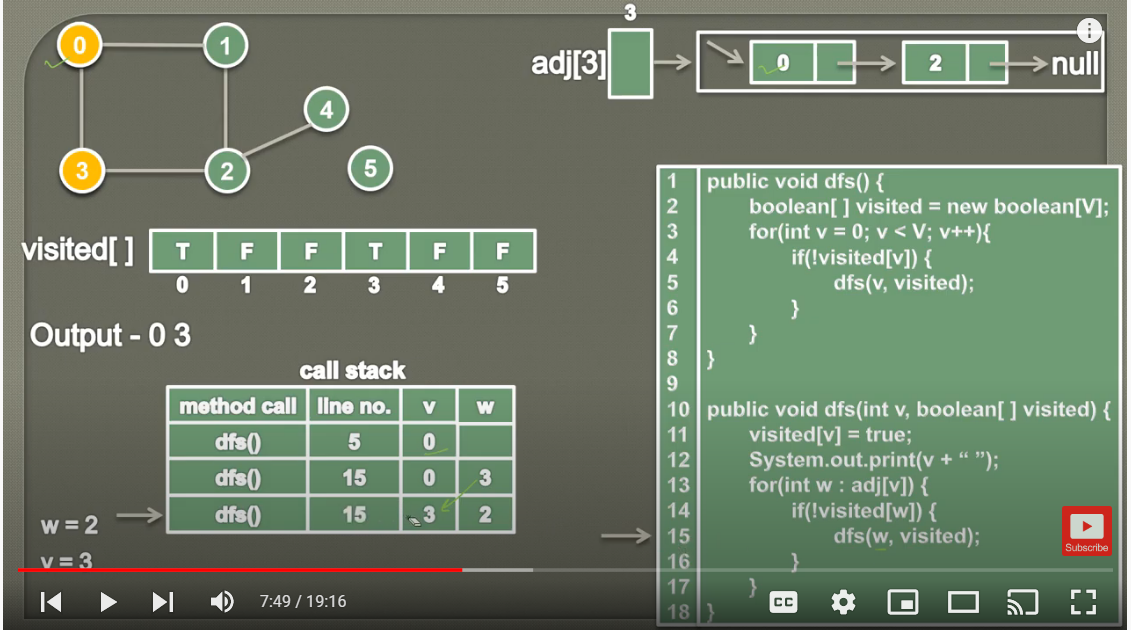 0 1
4
3 2 5
3
adj[3] 0 2 null
visited[ ] T F F T F F
0 1 2 3 4 5
Output - 0 3
call stack
method call line no. v w
dfs() 5 0
dfs() 15 0 3
dfs() 15 3 2
w = 2
v = 3
1 public void dfs() {
2 boolean[ ] visited = new boolean[V];
3 for(int v = 0; v < V; v++){
4 if(!visited[v]) {
5 dfs(v, visited);
6 }
7 }
8 }
9
10 public void dfs(int v, boolean[ ] visited) {
11 visited[v] = true;
12 System.out.print(v + “ ”);
13 for(int w : adj[v]) {
14 if(!visited[w]) {
15 dfs(w, visited);
16 }
17 }
18 }
Subscribe
7:49 / 19:16
CC